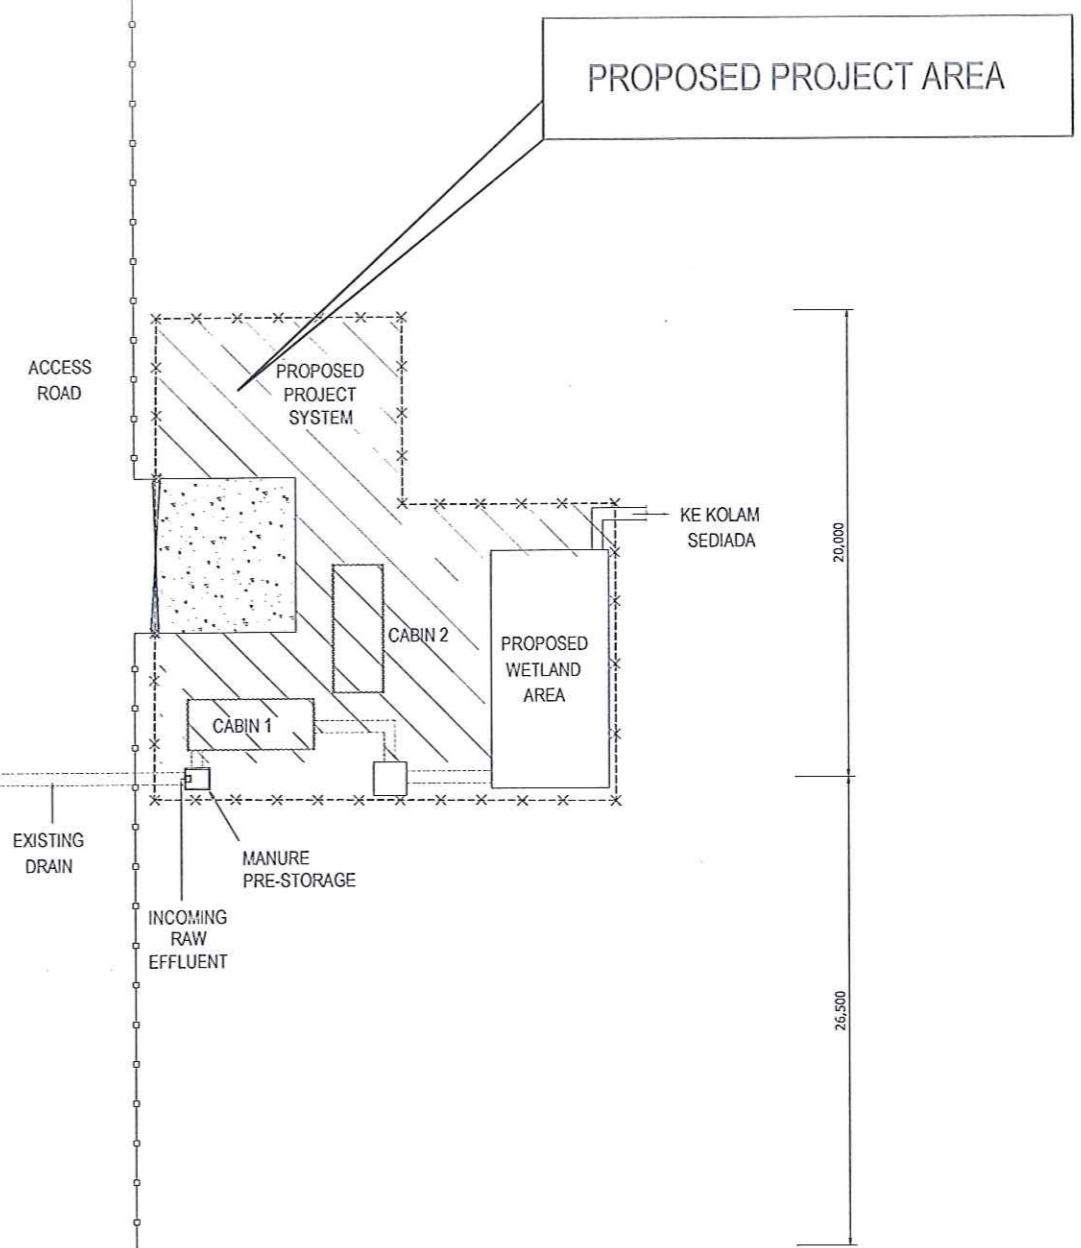 PROPOSED PROJECT AREA
ACCESS
ROAD
PROPOSED
PROJECT
SYSTEM
KE KOLAM
SEDIADA
20,000
CABIN 2
PROPOSED
WETLAND
AREA
CABIN 1
EXISTING
DRAIN
MANURE
PRE-STORAGE
INCOMING
RAW
EFFLUENT
26,500